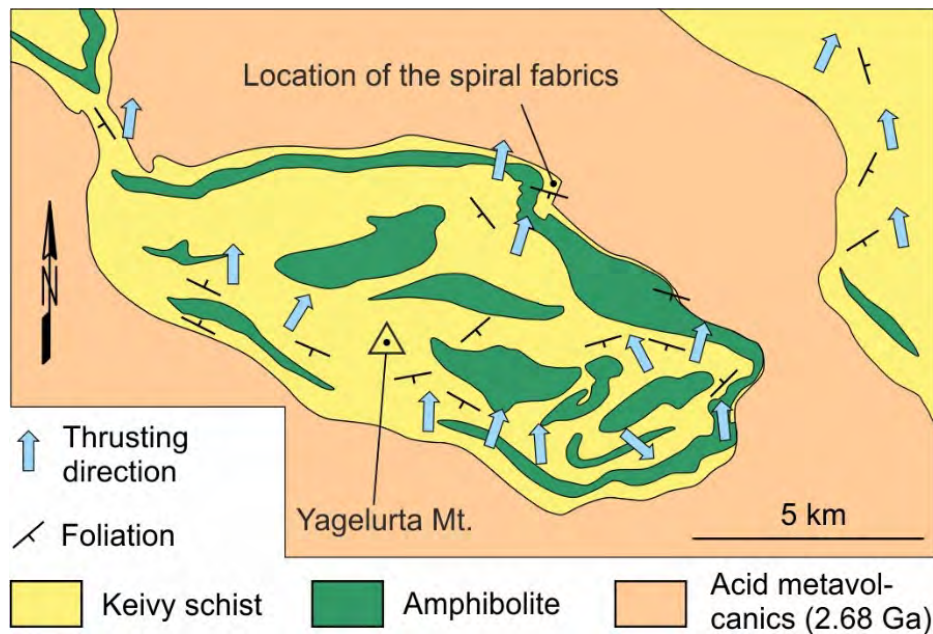 Location of the spiral fabrics
N
Thrusting
direction
Foliation
Yagelurta Mt.
5 km
Keivy schist
Amphibolite
Acid metavol-
canics (2.68 Ga)